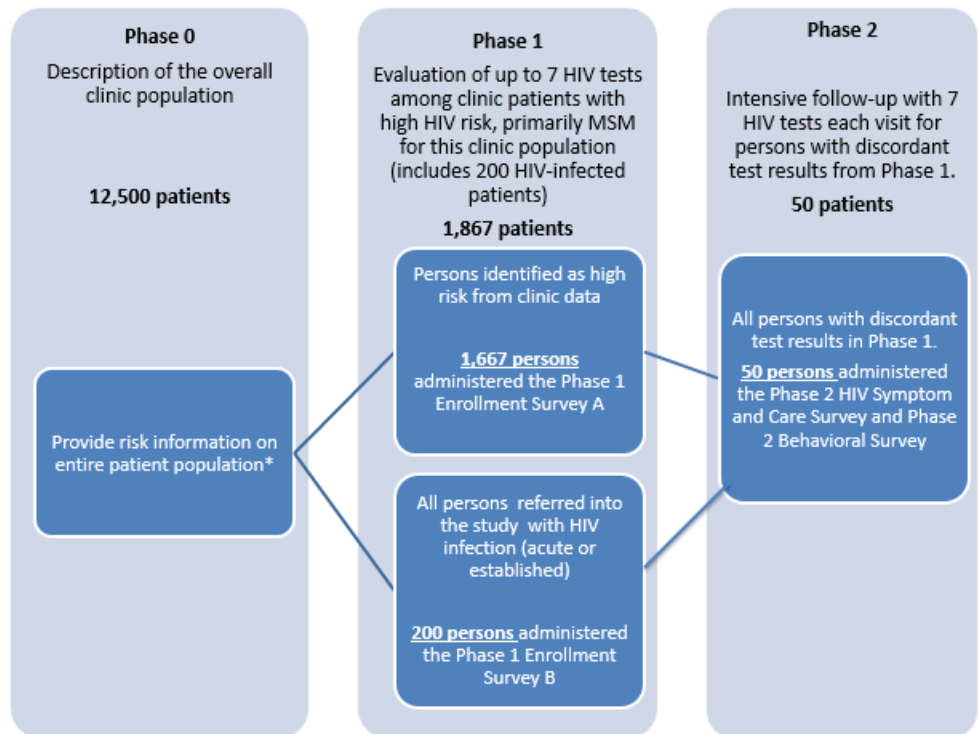 Phase 0
Description of the overall
clinic population
12,500 patients
Provide risk information on
entire patient population*
Phase 1
Evaluation of up to 7 HIV tests
among clinic patients with
high HIV risk, primarily MSM
for this clinic population
(includes 200 HIV-infected
patients)
1,867 patients
Persons identified as high
risk from clinic data
1,667 persons
administered the Phase 1
Enrollment Survey A
All persons referred into
the study with HIV
infection (acute or
established)
200 persons administered
the Phase 1 Enrollment
Survey B
Phase 2
Intensive follow-up with 7
HIV tests each visit for
persons with discordant
test results from Phase 1.
50 patients
All persons with discordant
test results in Phase 1.
50 persons administered
the Phase 2 HIV Symptom
and Care Survey and Phase
2 Behavioral Survey